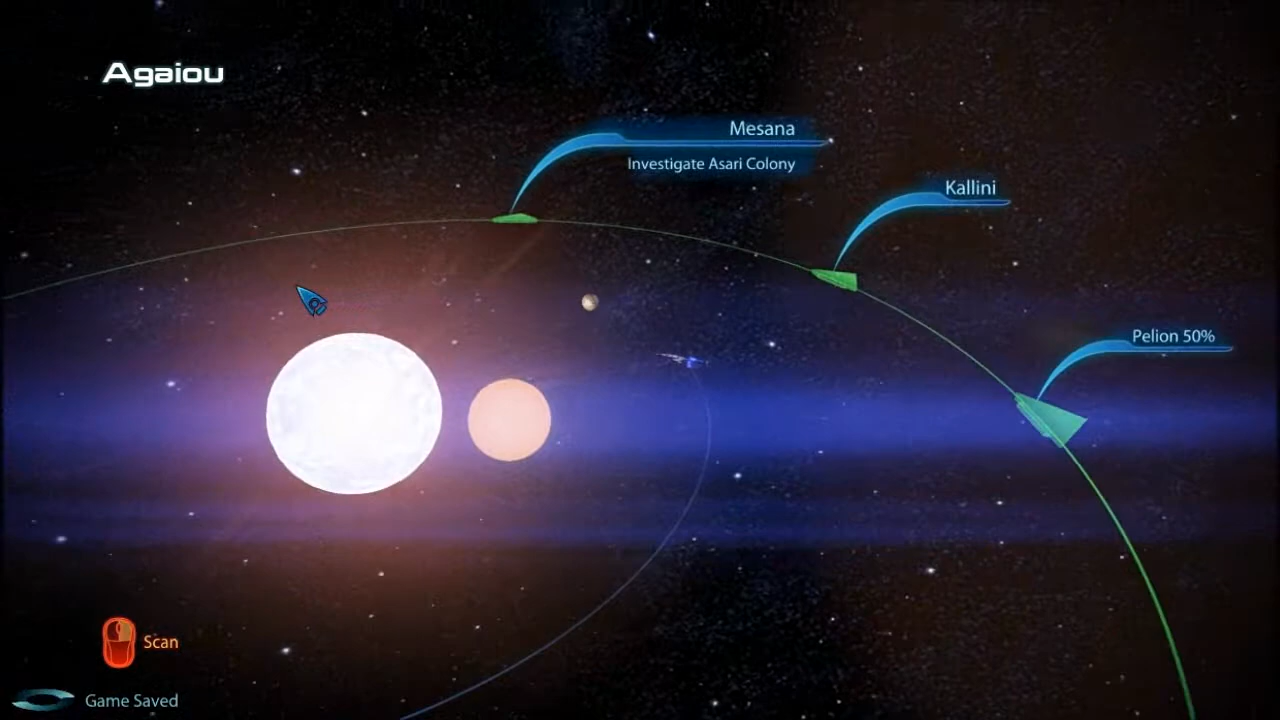 Agaiou
Mesana
Investigate Asari Colony
Kallini
Pelion 50%
Scan
Game Saved